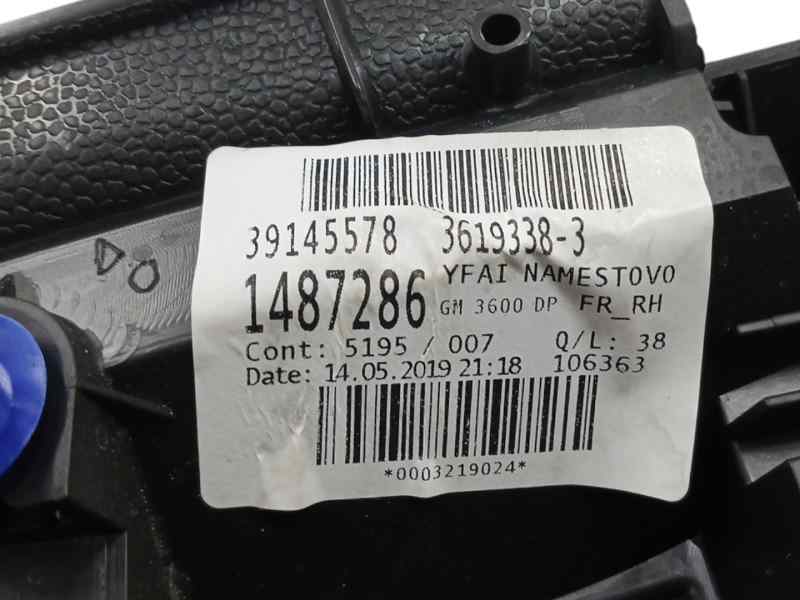 39145578 3619338-3
1487286 YFAI NAMESTOVO
GM 3600 DP FR_RH
Cont: 5195 / 007 Q/L: 38
Date: 14.05.2019 21:18 106363
*0003219024*
DO